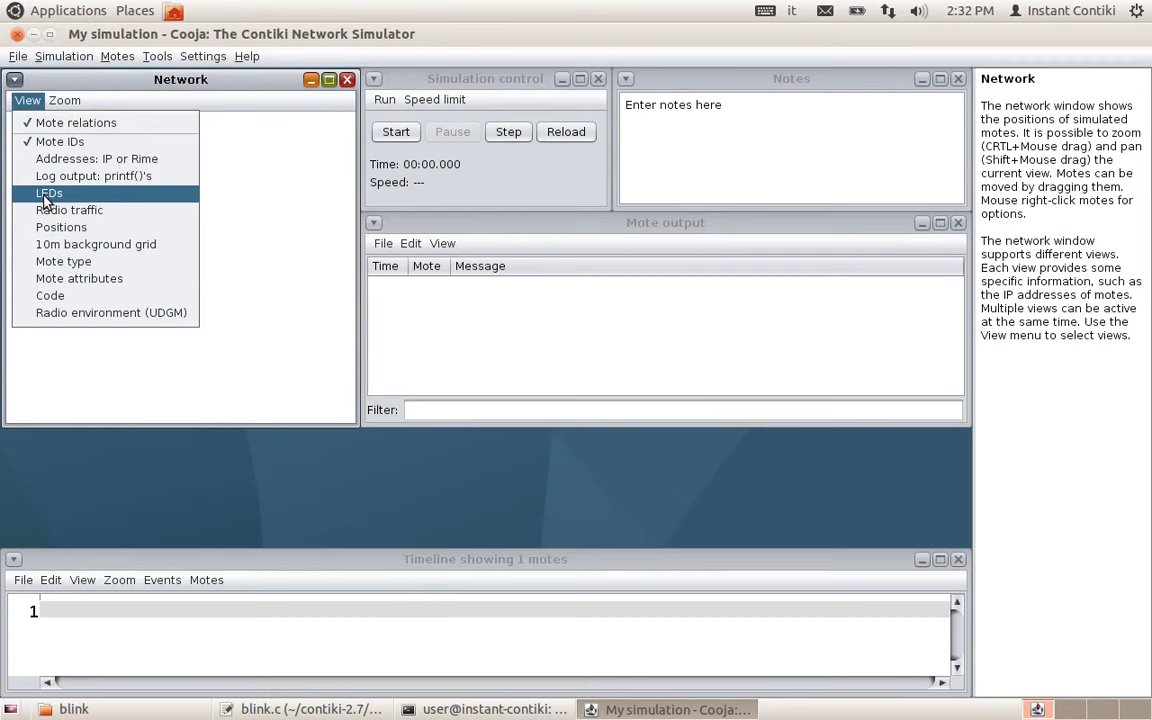 Applications Places it 2:32 PM Instant Contiki
My simulation - Cooja: The Contiki Network Simulator
File Simulation Motes Tools Settings Help
Network
View Zoom
✓ Mote relations
✓ Mote IDs
Addresses: IP or Rime
Log output: printf()'s
LEDs
Radio traffic
Positions
10m background grid
Mote type
Mote attributes
Code
Radio environment (UDGM)
Simulation control
Run Speed limit
Start Pause Step Reload
Time: 00:00.000
Speed: ---
Notes
Enter notes here
Mote output
File Edit View
Time Mote Message
Filter:
Network
The network window shows
the positions of simulated
motes. It is possible to zoom
(CRTL+Mouse drag) and pan
(Shift+Mouse drag) the
current view. Motes can be
moved by dragging them.
Mouse right-click motes for
options.
The network window
supports different views.
Each view provides some
specific information, such as
the IP addresses of motes.
Multiple views can be active
at the same time. Use the
View menu to select views.
Timeline showing 1 motes
File Edit View Zoom Events Motes
1
blink blink.c (~/contiki-2.7/... user@instant-contiki: ... My simulation - Cooja:...